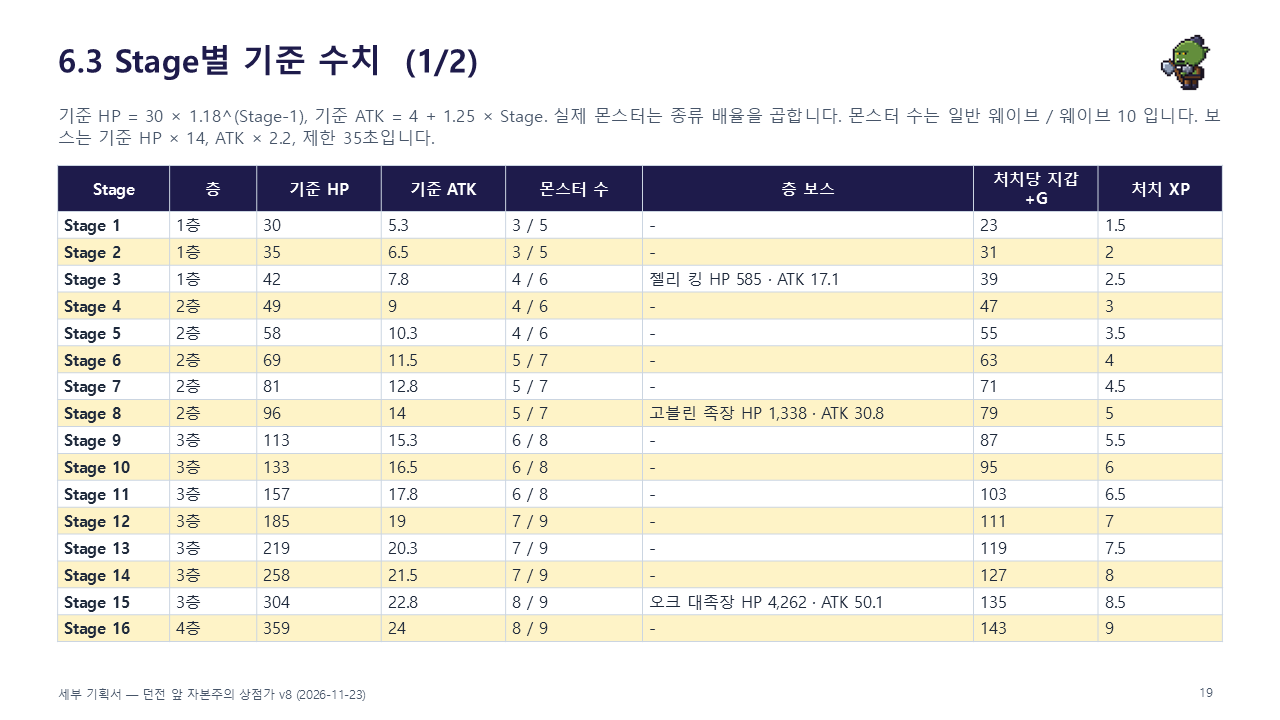 6.3 Stage별 기준 수치 (1/2)
기준 HP = 30 × 1.18^(Stage-1), 기준 ATK = 4 + 1.25 × Stage. 실제 몬스터는 종류 배율을 곱합니다. 몬스터 수는 일반 웨이브 / 웨이브 10 입니다. 보
스는 기준 HP × 14, ATK × 2.2, 제한 35초입니다.
Stage 층 기준 HP 기준 ATK 몬스터 수 층 보스 처치당 지갑 +G 처치 XP
Stage 1 1층 30 5.3 3 / 5 - 23 1.5
Stage 2 1층 35 6.5 3 / 5 - 31 2
Stage 3 1층 42 7.8 4 / 6 젤리 킹 HP 585 · ATK 17.1 39 2.5
Stage 4 2층 49 9 4 / 6 - 47 3
Stage 5 2층 58 10.3 4 / 6 - 55 3.5
Stage 6 2층 69 11.5 5 / 7 - 63 4
Stage 7 2층 81 12.8 5 / 7 - 71 4.5
Stage 8 2층 96 14 5 / 7 고블린 족장 HP 1,338 · ATK 30.8 79 5
Stage 9 3층 113 15.3 6 / 8 - 87 5.5
Stage 10 3층 133 16.5 6 / 8 - 95 6
Stage 11 3층 157 17.8 6 / 8 - 103 6.5
Stage 12 3층 185 19 7 / 9 - 111 7
Stage 13 3층 219 20.3 7 / 9 - 119 7.5
Stage 14 3층 258 21.5 7 / 9 - 127 8
Stage 15 3층 304 22.8 8 / 9 오크 대족장 HP 4,262 · ATK 50.1 135 8.5
Stage 16 4층 359 24 8 / 9 - 143 9
세부 기획서 — 던전 앞 자본주의 상점가 v8 (2026-11-23)
19